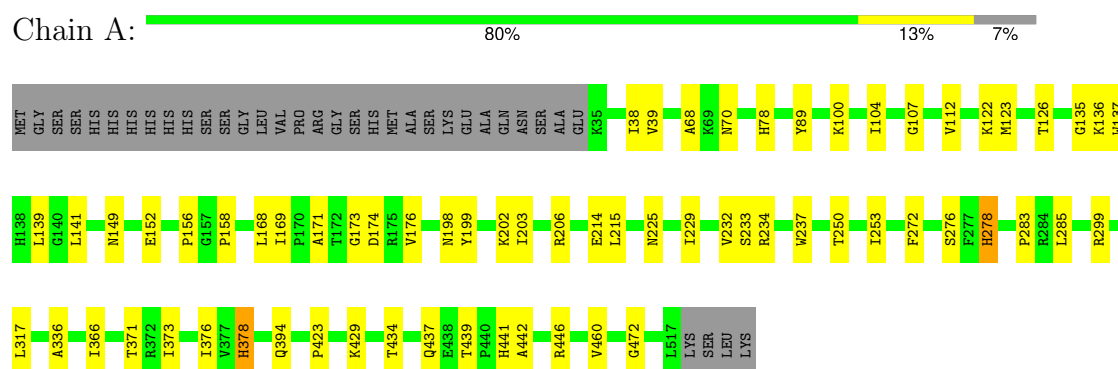 Chain A:
80% 13% 7%
MET GLY SER SER HIS HIS HIS HIS HIS HIS SER SER GLY LEU VAL PRO ARG GLY SER HIS MET ALA SER LYS GLU ALA GLN ASN SER ALA GLU K35 I38 V39 A68 K69 N70 H78 Y89 K100 I104 G107 V112 K122 M123 T126 G135 K136
H138 L139 G140 L141 N149 E152 P156 G157 P158 L168 I169 P170 A171 T172 G173 D174 R175 V176 N198 Y199 K202 I203 R206 E214 L215 N225 I229 V232 S233 R234 W237 T250 I253 F272 S276 F277 H278 P283 R284 L285 R299
L317 A336 I366 T371 R372 I373 I376 V377 H378 Q394 P423 K429 T434 Q437 E438 T439 P440 H441 A442 R446 V460 G472 L517 LYS SER LEU LYS